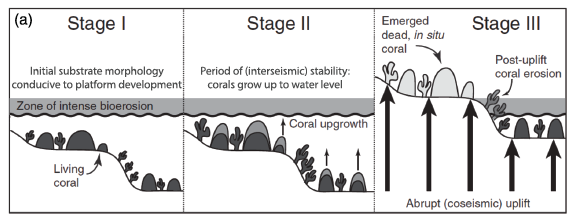 (a)
Stage I
Stage II
Stage III
Initial substrate morphology
conducive to platform development
Period of (interseismic) stability:
corals grow up to water level
Emerged
dead, in situ
coral
Post-uplift
coral erosion
Zone of intense bioerosion
Coral upgrowth
Living
coral
Abrupt (coseismic) uplift